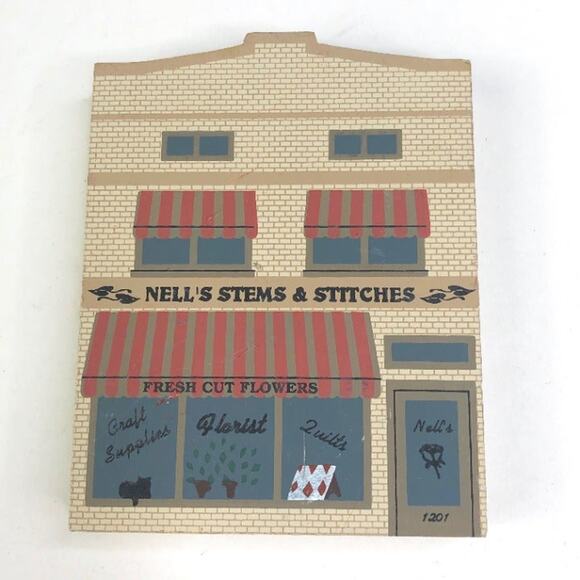 NELL'S STEMS & STITCHES
FRESH CUT FLOWERS
Craft Supplies
Florist
Quilts
Nell's
1201